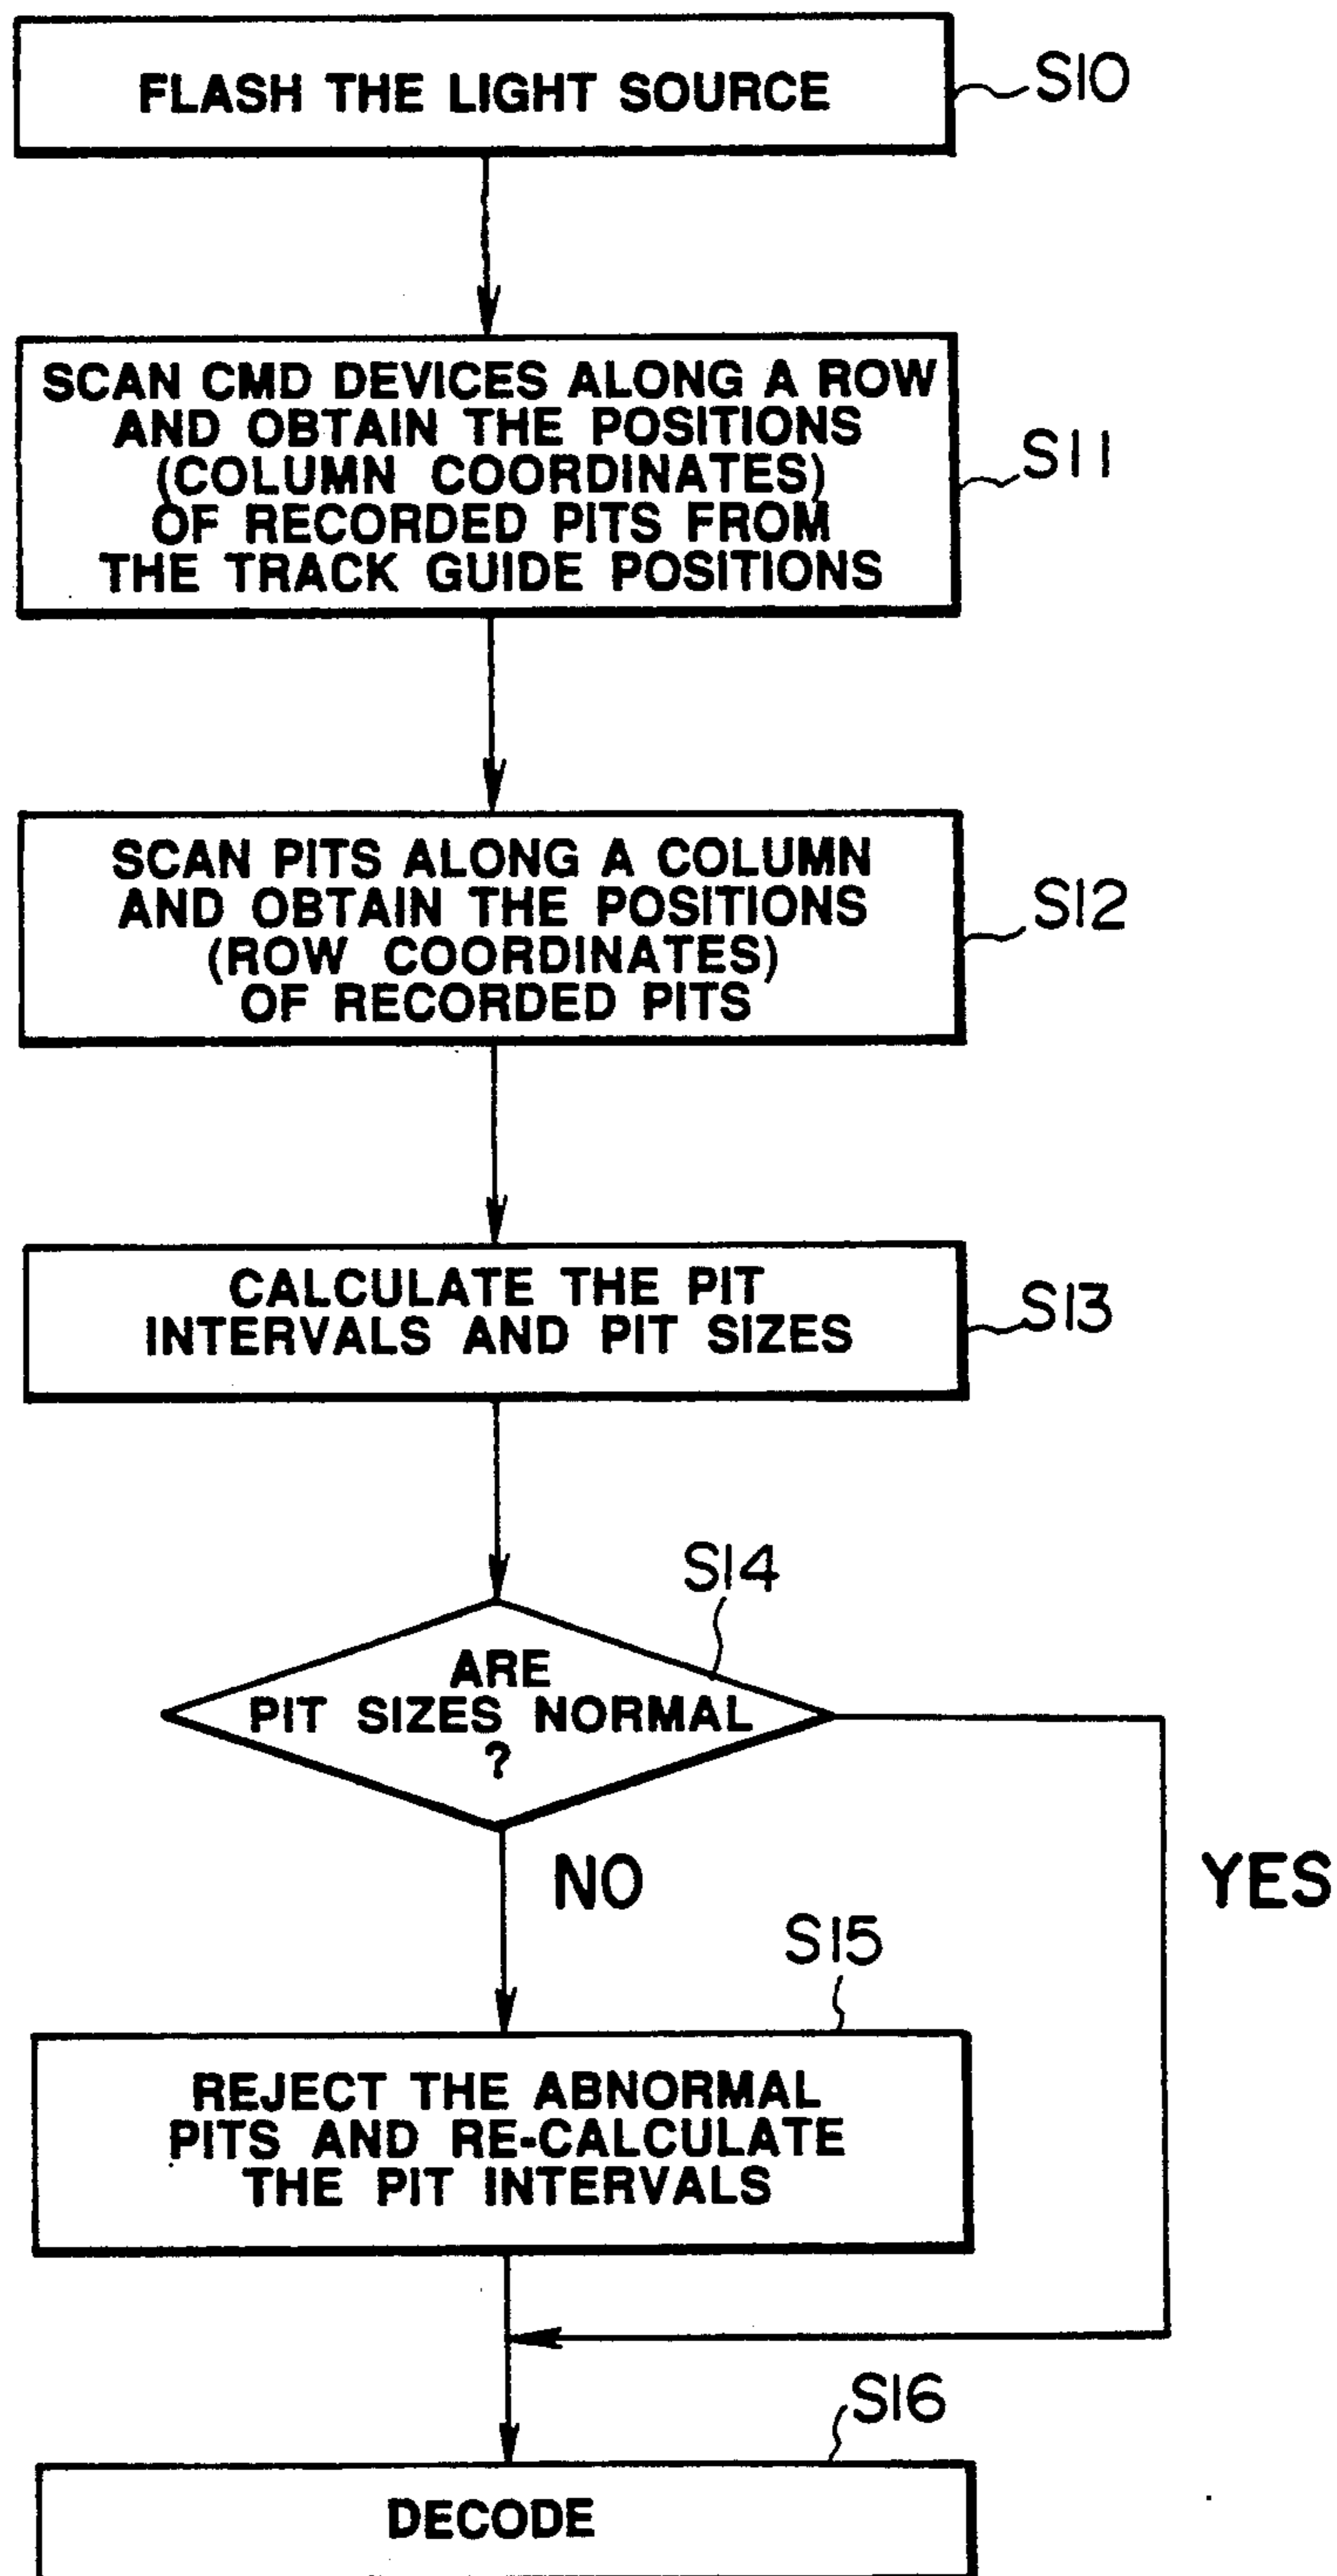 FLASH THE LIGHT SOURCE
S10
SCAN CMD DEVICES ALONG A ROW
AND OBTAIN THE POSITIONS
(COLUMN COORDINATES)
OF RECORDED PITS FROM
THE TRACK GUIDE POSITIONS
S11
SCAN PITS ALONG A COLUMN
AND OBTAIN THE POSITIONS
(ROW COORDINATES)
OF RECORDED PITS
S12
CALCULATE THE PIT
INTERVALS AND PIT SIZES
S13
S14
ARE
PIT SIZES NORMAL
?
NO
YES
S15
REJECT THE ABNORMAL
PITS AND RE-CALCULATE
THE PIT INTERVALS
S16
DECODE